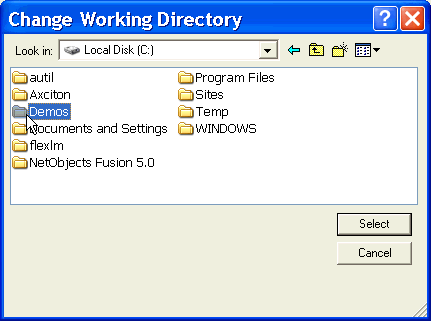 Change Working Directory
Look in: Local Disk (C:)
autil
Axciton
Demos
Documents and Settings
flexlm
NetObjects Fusion 5.0
Program Files
Sites
Temp
WINDOWS
Select
Cancel